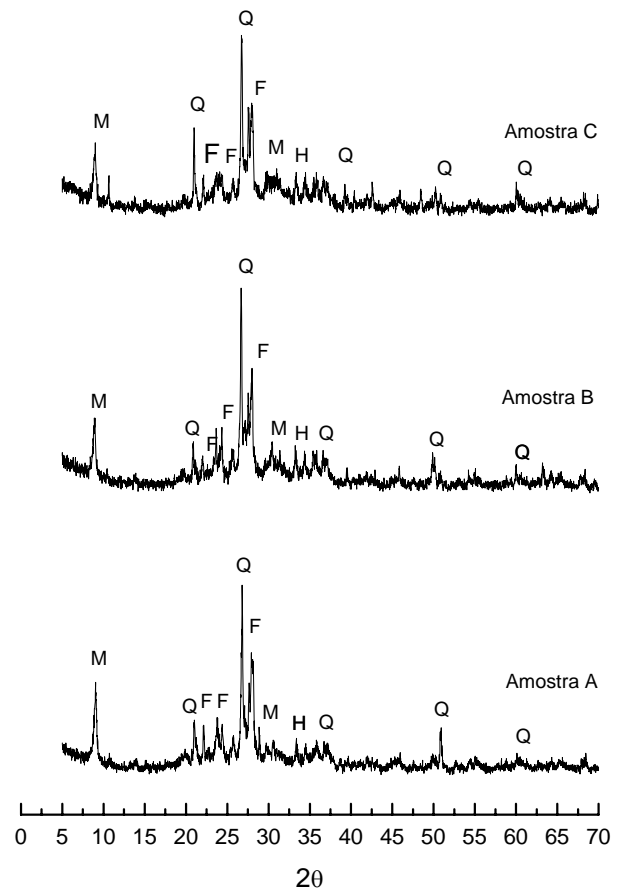 Q
F
Q
M
Amostra C
F F M H Q Q Q
Q
F
M
Amostra B
Q F F M H Q Q Q
Q
F
M
Amostra A
Q F F M H Q Q Q
0 5 10 15 20 25 30 35 40 45 50 55 60 65 70
2θ